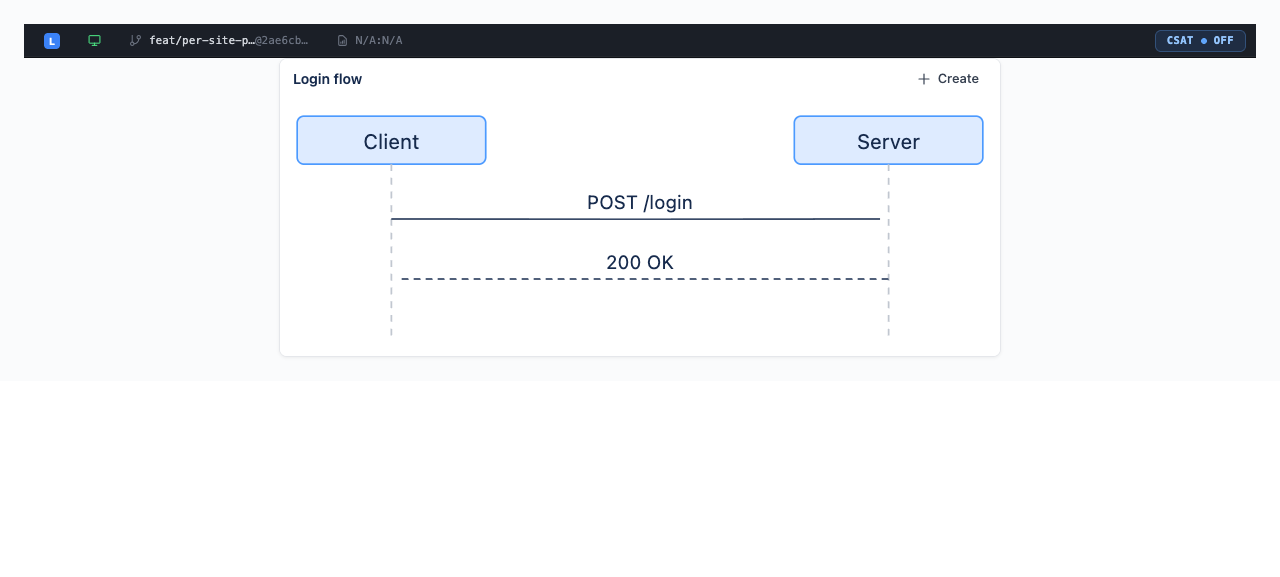 L feat/per-site-p…@2ae6cb… N/A:N/A CSAT OFF
Login flow Create
Client Server
POST /login
200 OK